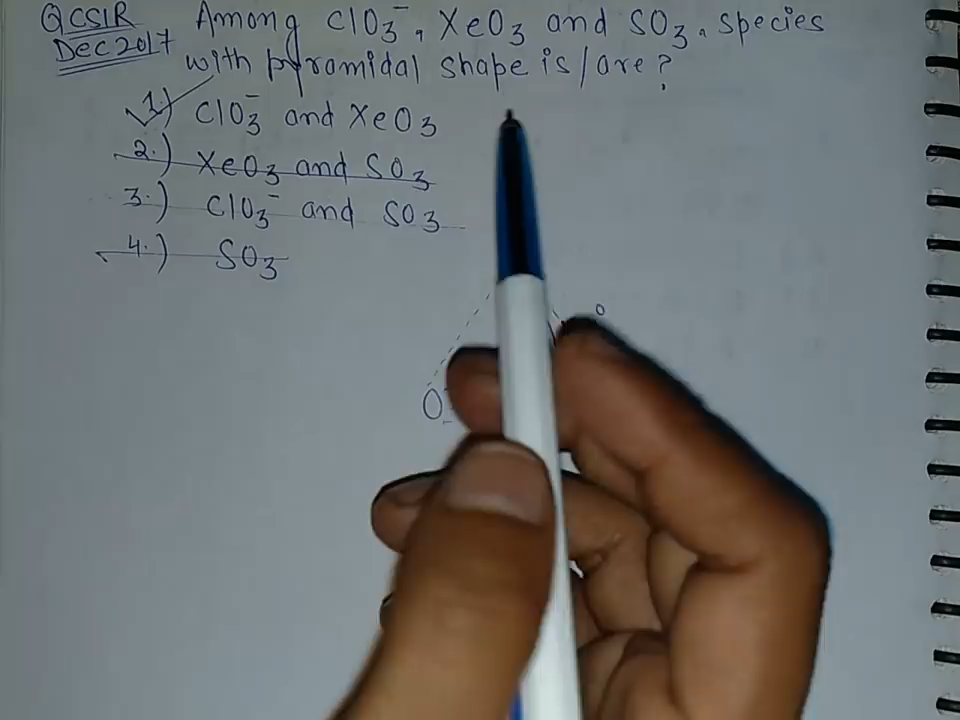 Q CSIR Among ClO3-, XeO3 and SO3, species
Dec 2017 with pyramidal shape is/are?
1.) ClO3- and XeO3
2.) XeO3 and SO3
3.) ClO3- and SO3
4.) SO3
O
O